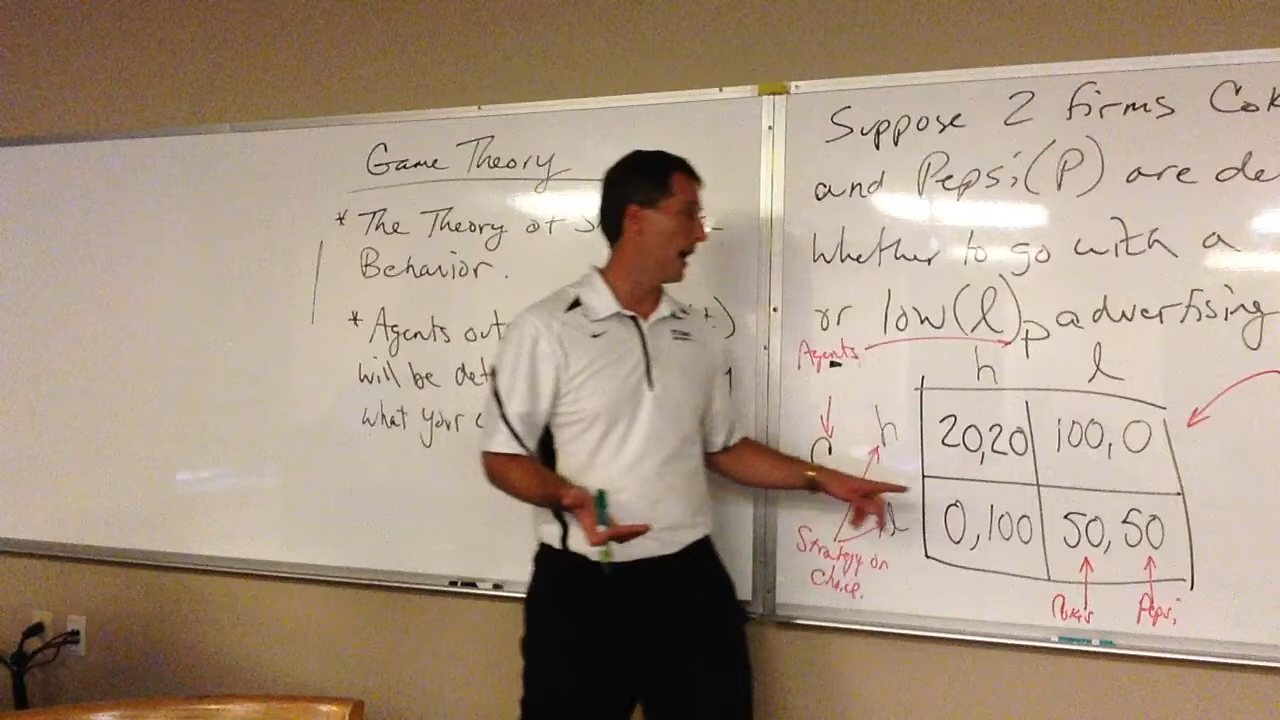 Game Theory
* The Theory of
Behavior.
* Agents out
will be det
what your
Suppose 2 firms Cok
and Pepsi (P) are de
whether to go with a
or low (l) advertising
Agents
P
h l
C h 20,20 100,0
l 0,100 50,50
Strategy or
Choice.
Coke's Pepsi